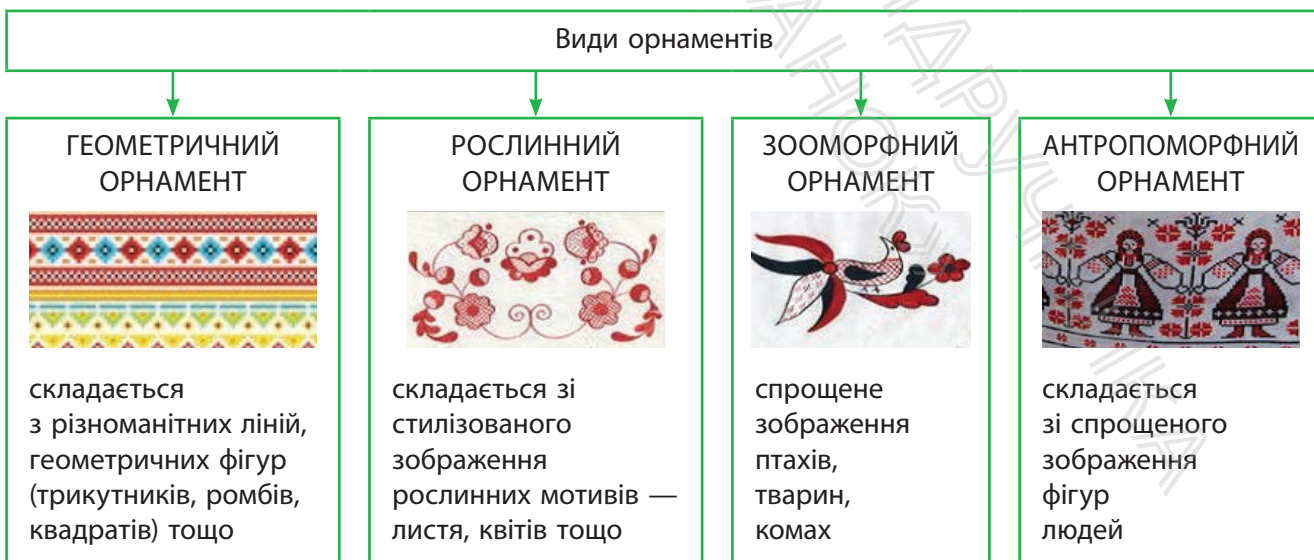 Види орнаментів
ГЕОМЕТРИЧНИЙ
ОРНАМЕНТ
складається
з різноманітних ліній,
геометричних фігур
(трикутників, ромбів,
квадратів) тощо
РОСЛИННИЙ
ОРНАМЕНТ
складається зі
стилізованого
зображення
рослинних мотивів —
листя, квітів тощо
ЗООМОРФНИЙ
ОРНАМЕНТ
спрощене
зображення
птахів,
тварин,
комах
АНТРОПОМОРФНИЙ
ОРНАМЕНТ
складається
зі спрощеного
зображення
фігур
людей